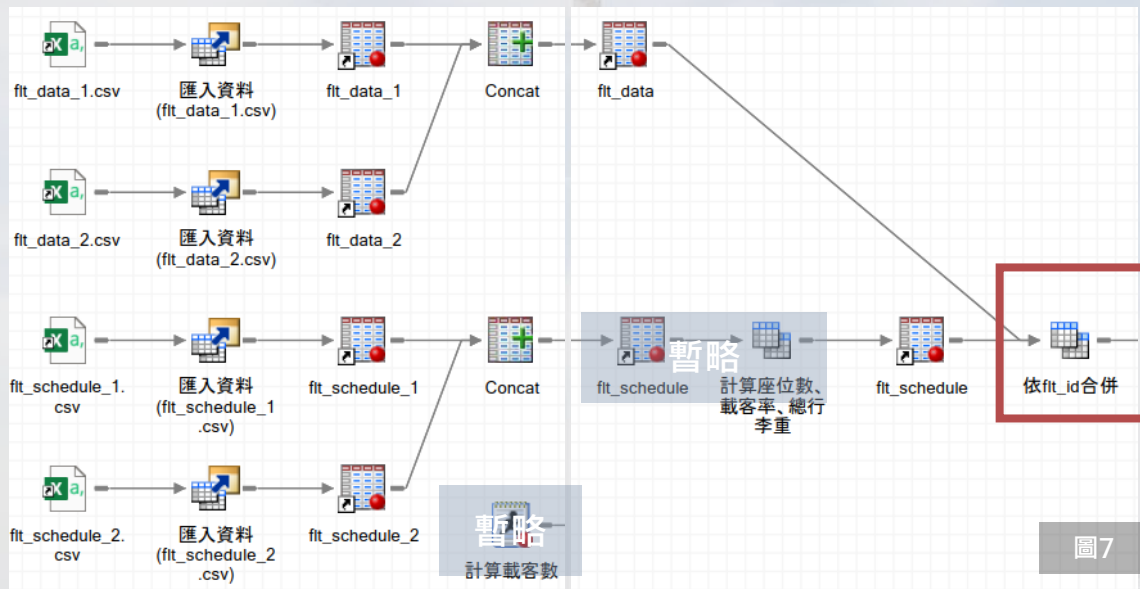 flt_data_1.csv
匯入資料
(flt_data_1.csv)
flt_data_1
Concat
flt_data
flt_data_2.csv
匯入資料
(flt_data_2.csv)
flt_data_2
flt_schedule_1.
csv
匯入資料
(flt_schedule_1
.csv)
flt_schedule_1
Concat
暫略
flt_schedule
計算座位數、
載客率、總行
李重
flt_schedule
依flt_id合併
flt_schedule_2.
csv
匯入資料
(flt_schedule_2
.csv)
flt_schedule_2
暫略
計算載客數
圖7